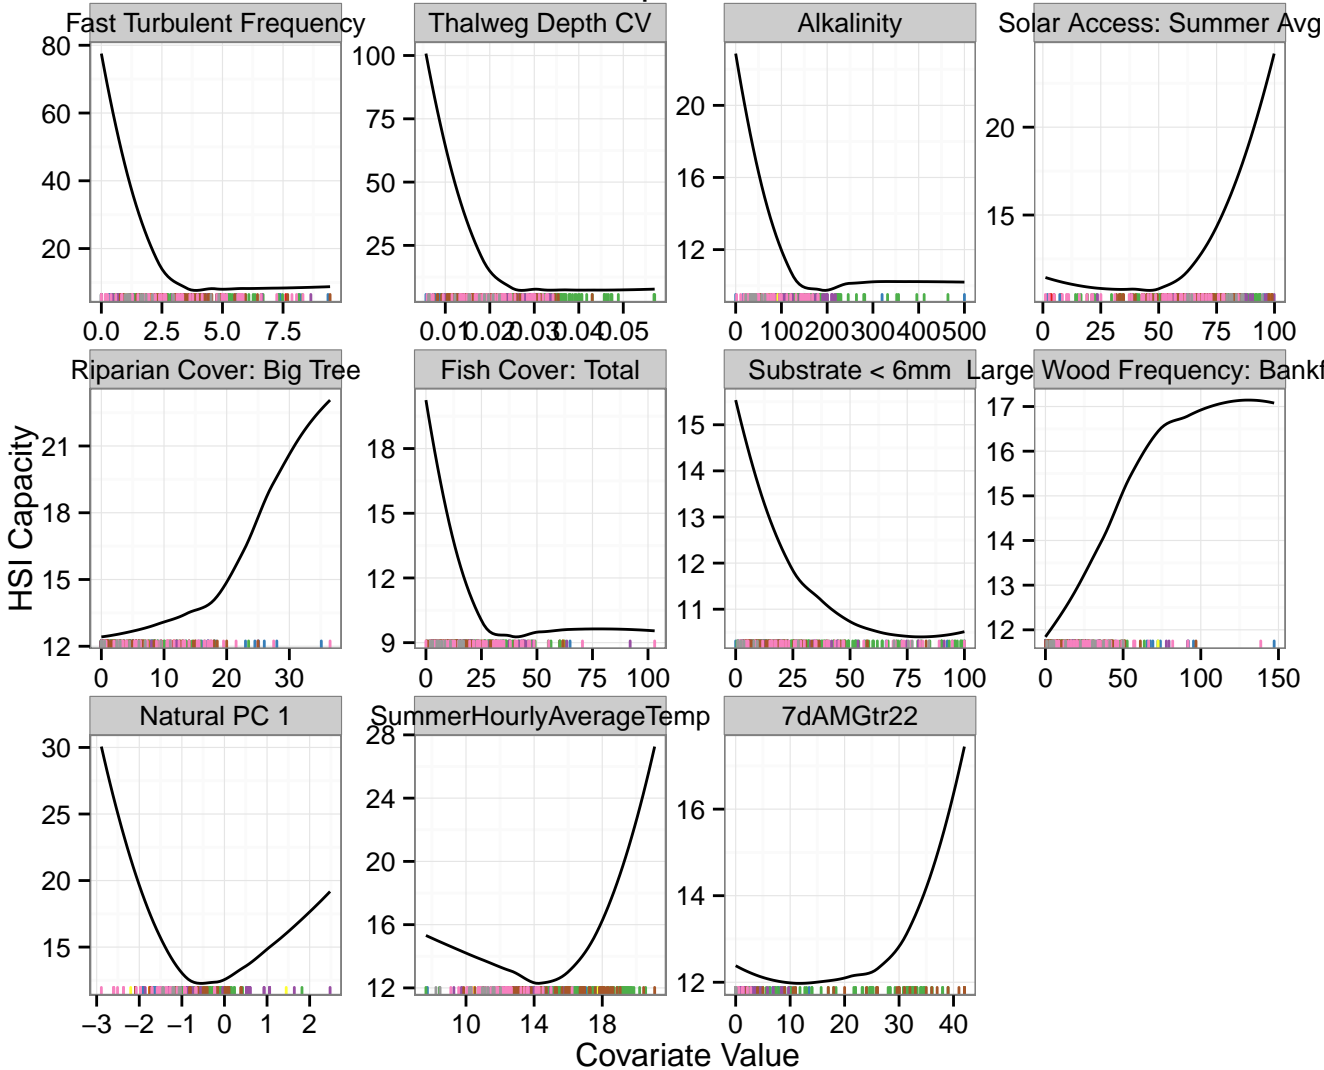 Fast Turbulent Frequency
Thalweg Depth CV
Alkalinity
Solar Access: Summer Avg
80
60
40
20
100
75
50
25
20
16
12
20
15
0.0 2.5 5.0 7.5
0.01 0.02 0.03 0.04 0.05
0 100 200 300 400 500
0 25 50 75 100
Riparian Cover: Big Tree
Fish Cover: Total
Substrate < 6mm
Large Wood Frequency: Bankf
21
18
15
12
18
15
12
9
15
14
13
12
11
17
16
15
14
13
12
0 10 20 30
0 25 50 75 100
0 25 50 75 100
0 50 100 150
Natural PC 1
SummerHourlyAverageTemp
7dAMGtr22
30
25
20
15
28
24
20
16
12
16
14
12
−3 −2 −1 0 1 2
10 14 18
0 10 20 30 40
HSI Capacity
Covariate Value